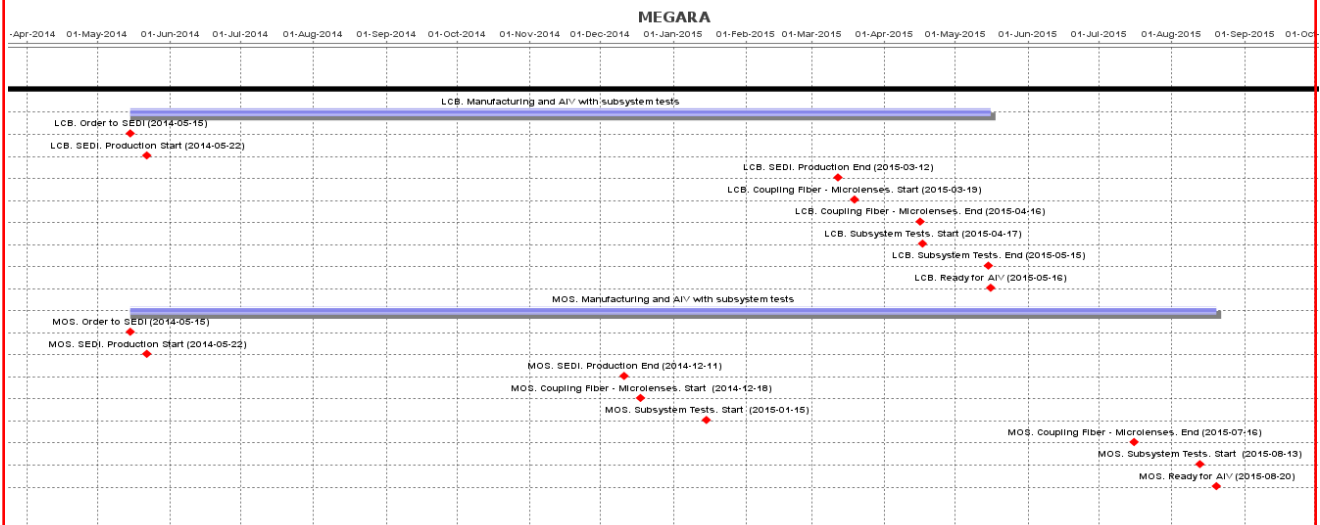 MEGARA
-Apr-2014 01-May-2014 01-Jun-2014 01-Jul-2014 01-Aug-2014 01-Sep-2014 01-Oct-2014 01-Nov-2014 01-Dec-2014 01-Jan-2015 01-Feb-2015 01-Mar-2015 01-Apr-2015 01-May-2015 01-Jun-2015 01-Jul-2015 01-Aug-2015 01-Sep-2015 01-Oct-
LCB. Manufacturing and AIV with subsystem tests
LCB. Order to SEDI (2014-05-15)
LCB. SEDI. Production Start (2014-05-22)
LCB. SEDI. Production End (2015-03-12)
LCB. Coupling Fiber - Microlenses. Start (2015-03-19)
LCB. Coupling Fiber - Microlenses. End (2015-04-16)
LCB. Subsystem Tests. Start (2015-04-17)
LCB. Subsystem Tests. End (2015-05-15)
LCB. Ready for AIV (2015-05-16)
MOS. Manufacturing and AIV with subsystem tests
MOS. Order to SEDI (2014-05-15)
MOS. SEDI. Production Start (2014-05-22)
MOS. SEDI. Production End (2014-12-11)
MOS. Coupling Fiber - Microlenses. Start (2014-12-18)
MOS. Subsystem Tests. Start (2015-01-15)
MOS. Coupling Fiber - Microlenses. End (2015-07-16)
MOS. Subsystem Tests. Start (2015-08-13)
MOS. Ready for AIV (2015-08-20)